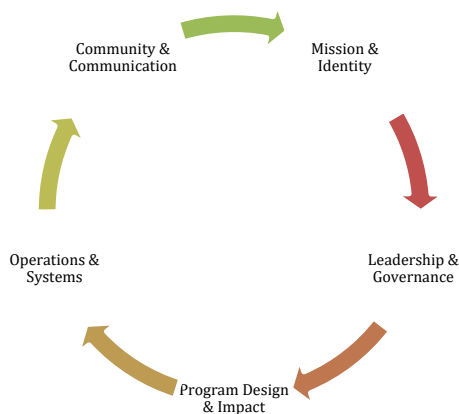 Community &
Communication
Mission &
Identity
Operations &
Systems
Leadership &
Governance
Program Design
& Impact